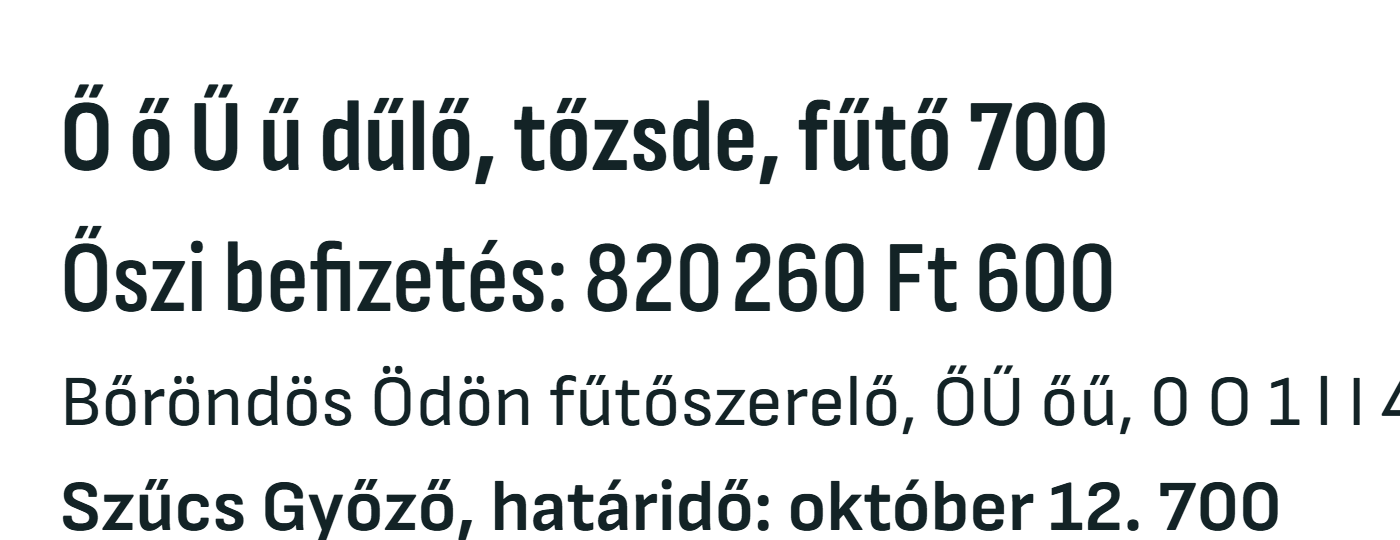 Ő ő Ű ű dűlő, tőzsde, fűtő 700
Őszi befizetés: 820 260 Ft 600
Bőröndös Ödön fűtőszerelő, ŐŰ őű, 0 O 1 l I
Szűcs Győző, határidő: október 12. 700